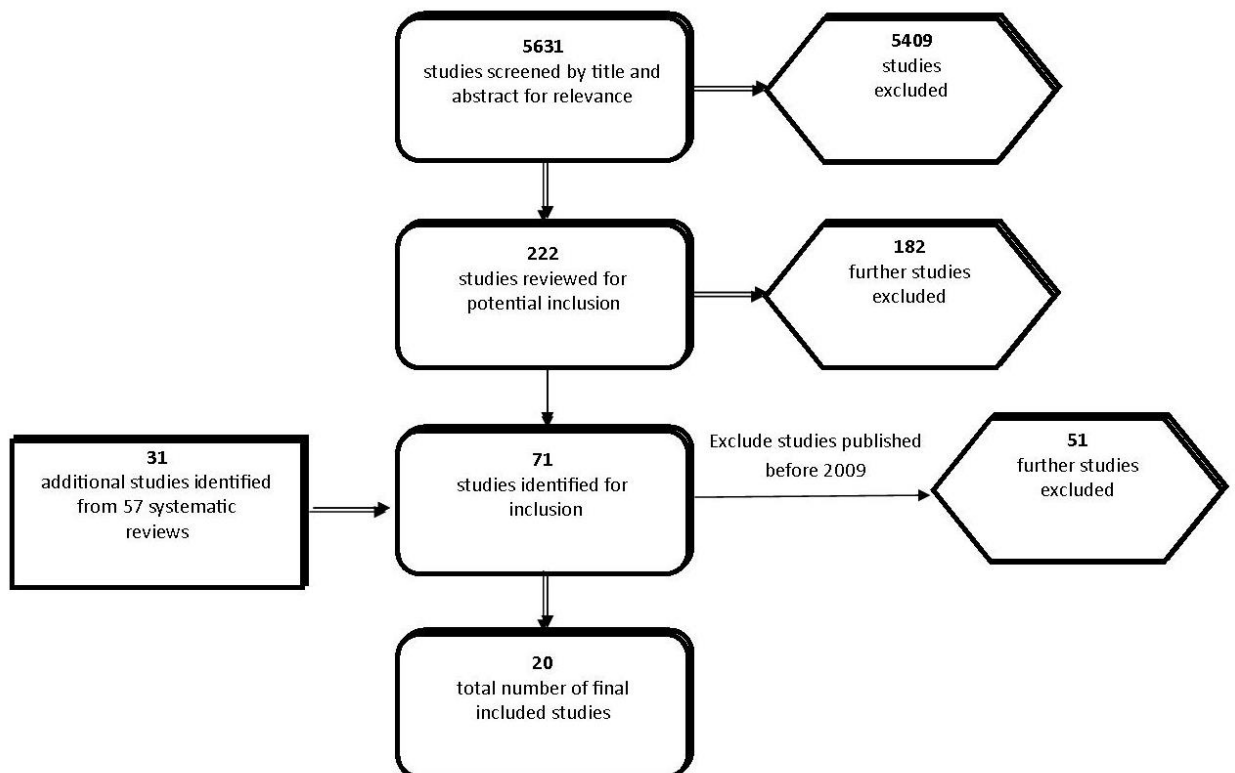 5631
studies screened by title and
abstract for relevance
5409
studies
excluded
222
studies reviewed for
potential inclusion
182
further studies
excluded
31
additional studies identified
from 57 systematic
reviews
71
studies identified for
inclusion
Exclude studies published
before 2009
51
further studies
excluded
20
total number of final
included studies